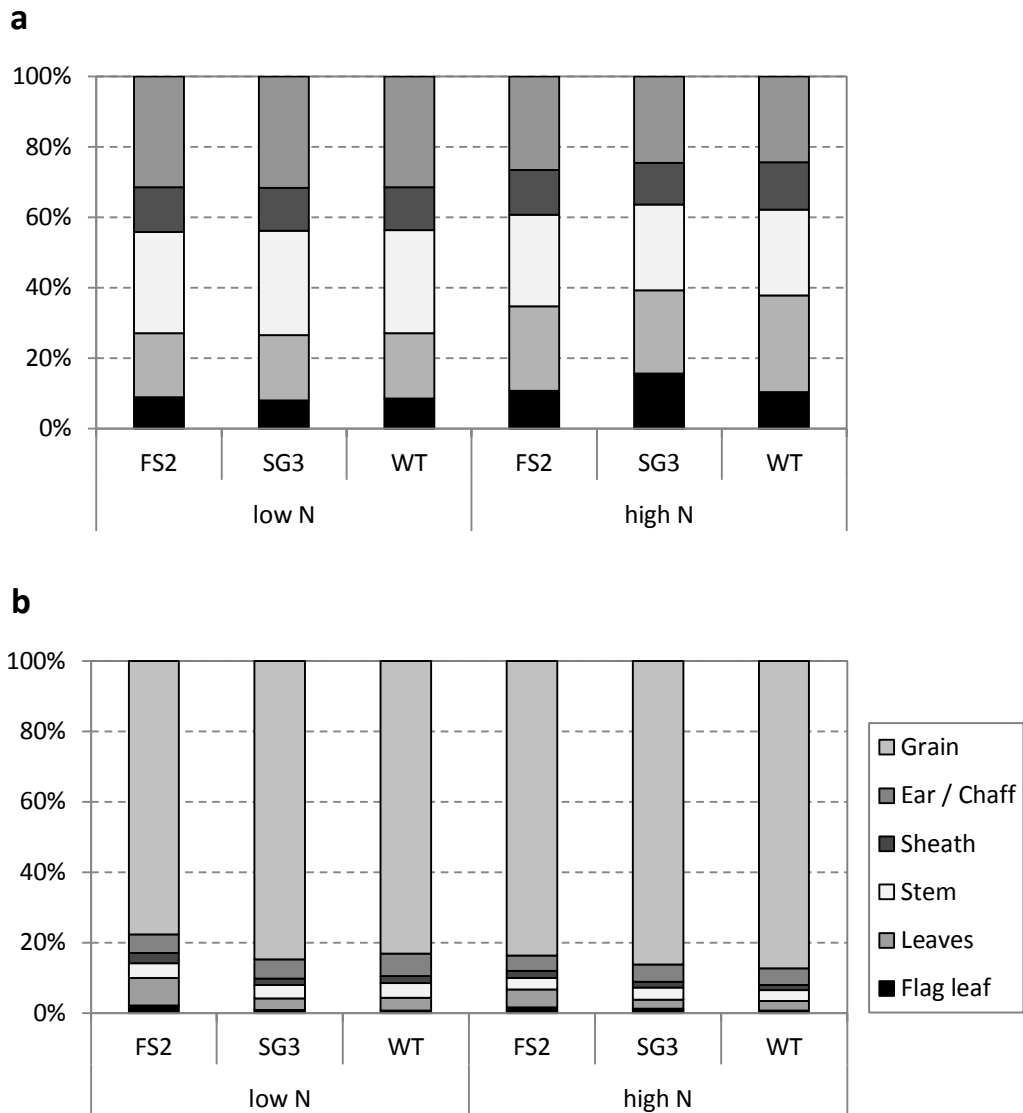 a
100%
80%
60%
40%
20%
0%
FS2 SG3 WT FS2 SG3 WT
low N high N
b
100%
80%
60%
40%
20%
0%
Grain
Ear / Chaff
Sheath
Stem
Leaves
Flag leaf
FS2 SG3 WT FS2 SG3 WT
low N high N